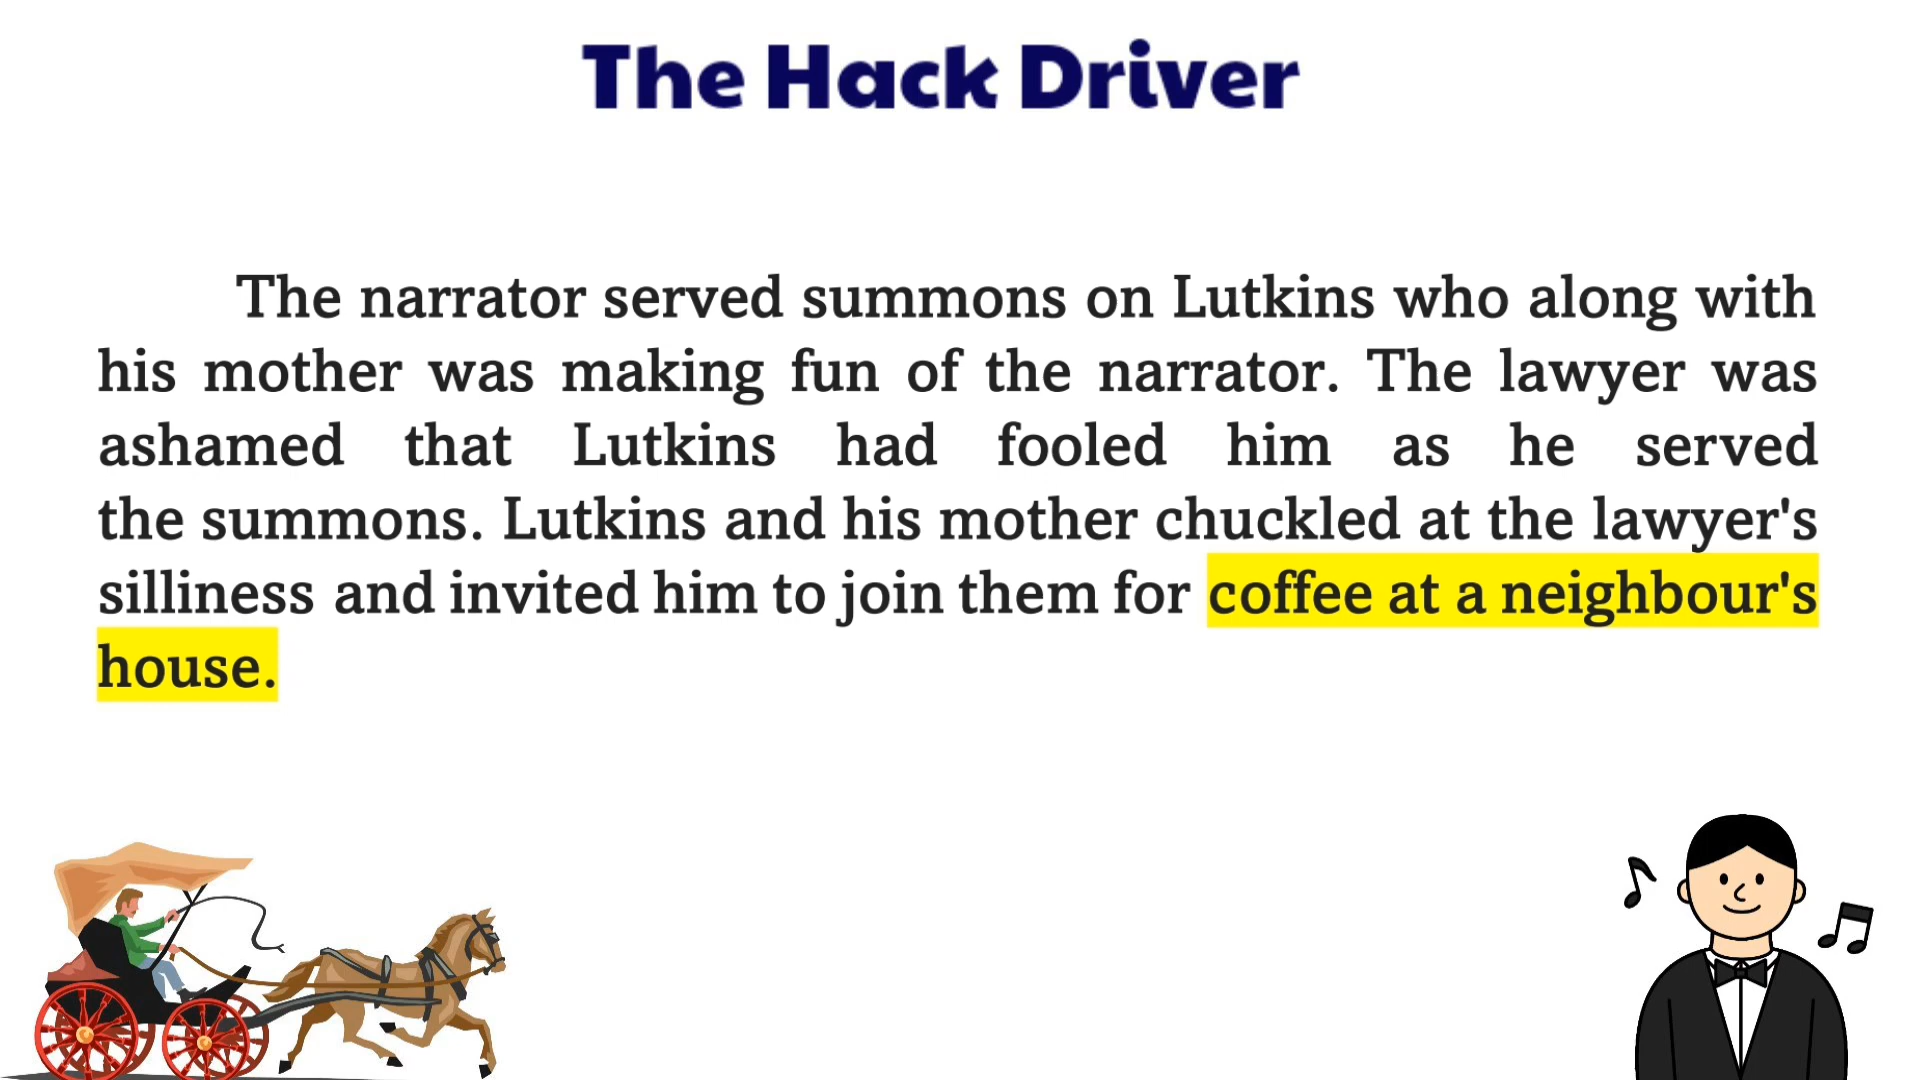 The Hack Driver
The narrator served summons on Lutkins who along with
his mother was making fun of the narrator. The lawyer was
ashamed that Lutkins had fooled him as he served
the summons. Lutkins and his mother chuckled at the lawyer's
silliness and invited him to join them for coffee at a neighbour's
house.